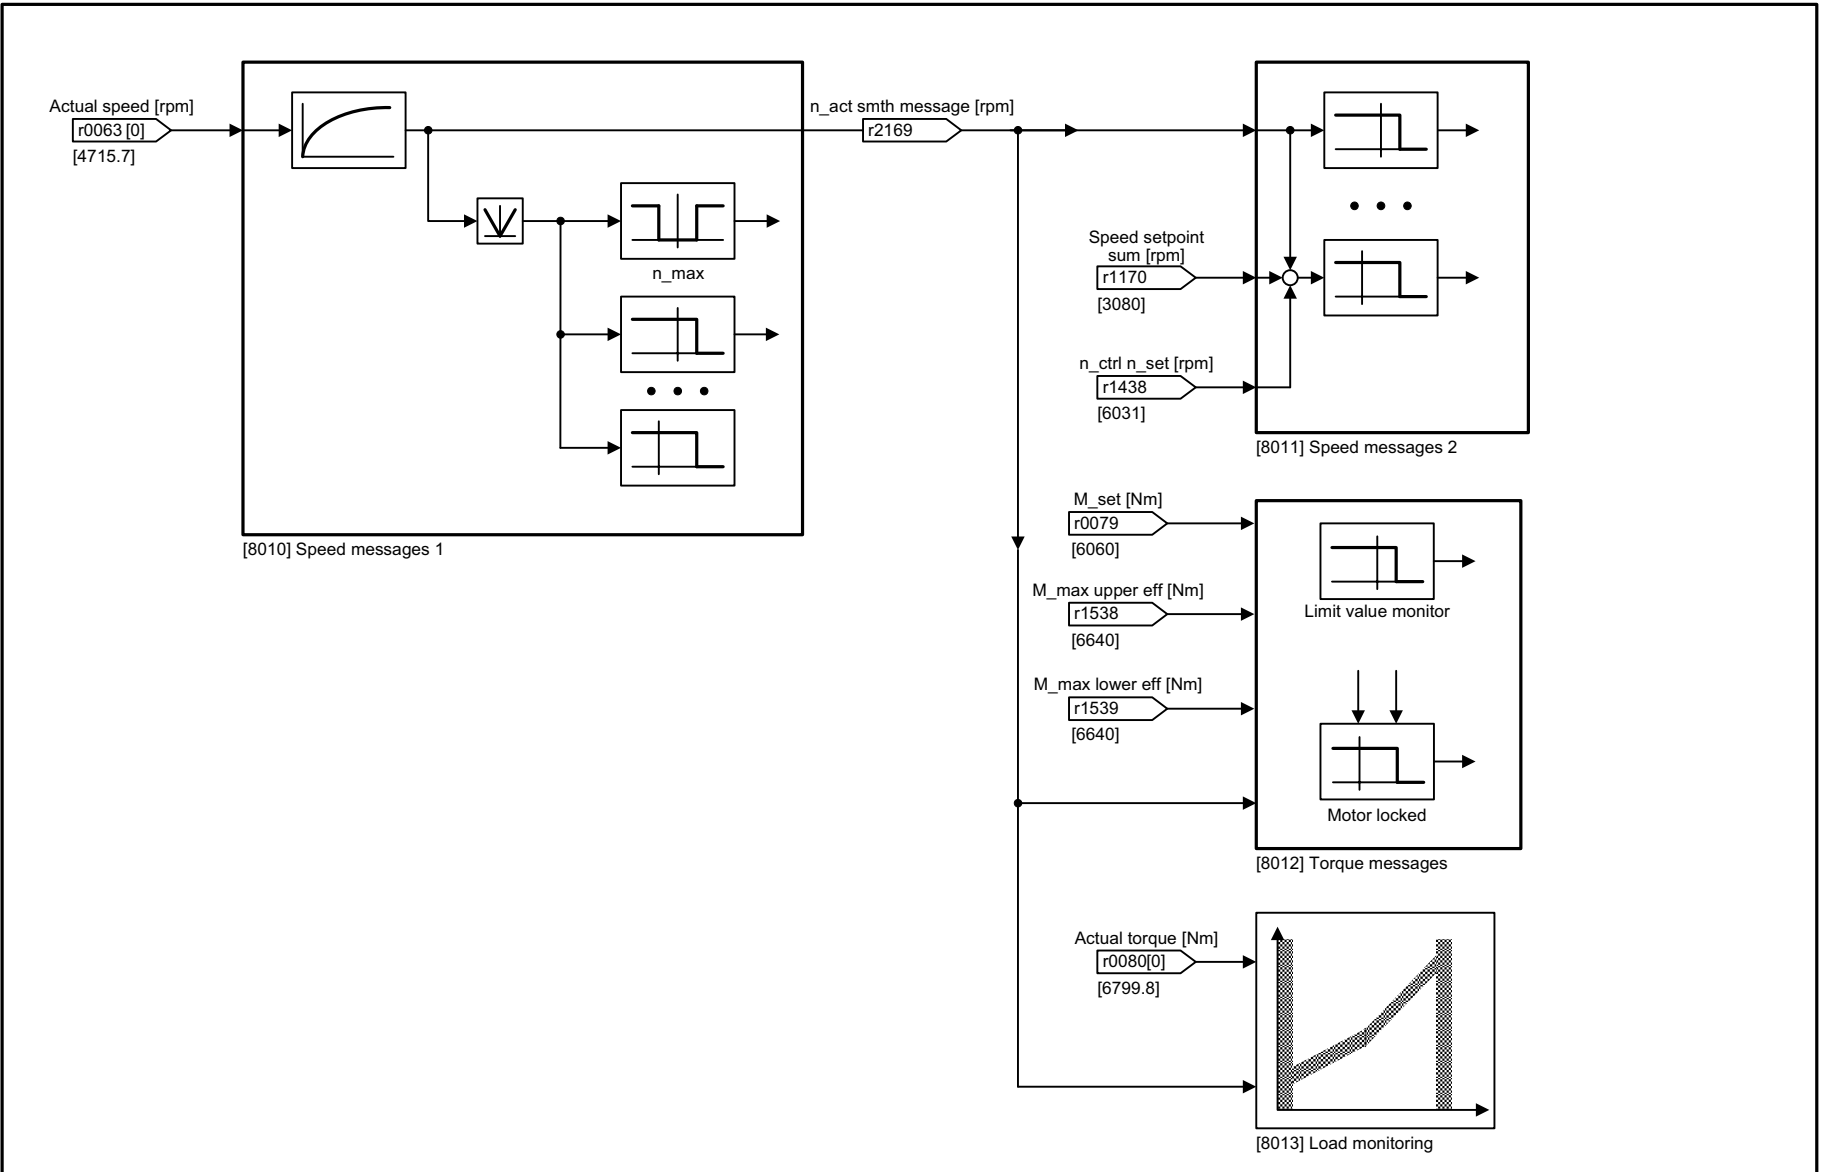 Actual speed [rpm]
r0063 [0]
[4715.7]
n_max
[8010] Speed messages 1
n_act smth message [rpm]
r2169
Speed setpoint
sum [rpm]
r1170
[3080]
n_ctrl n_set [rpm]
r1438
[6031]
[8011] Speed messages 2
M_set [Nm]
r0079
[6060]
M_max upper eff [Nm]
r1538
[6640]
M_max lower eff [Nm]
r1539
[6640]
Limit value monitor
Motor locked
[8012] Torque messages
Actual torque [Nm]
r0080[0]
[6799.8]
[8013] Load monitoring